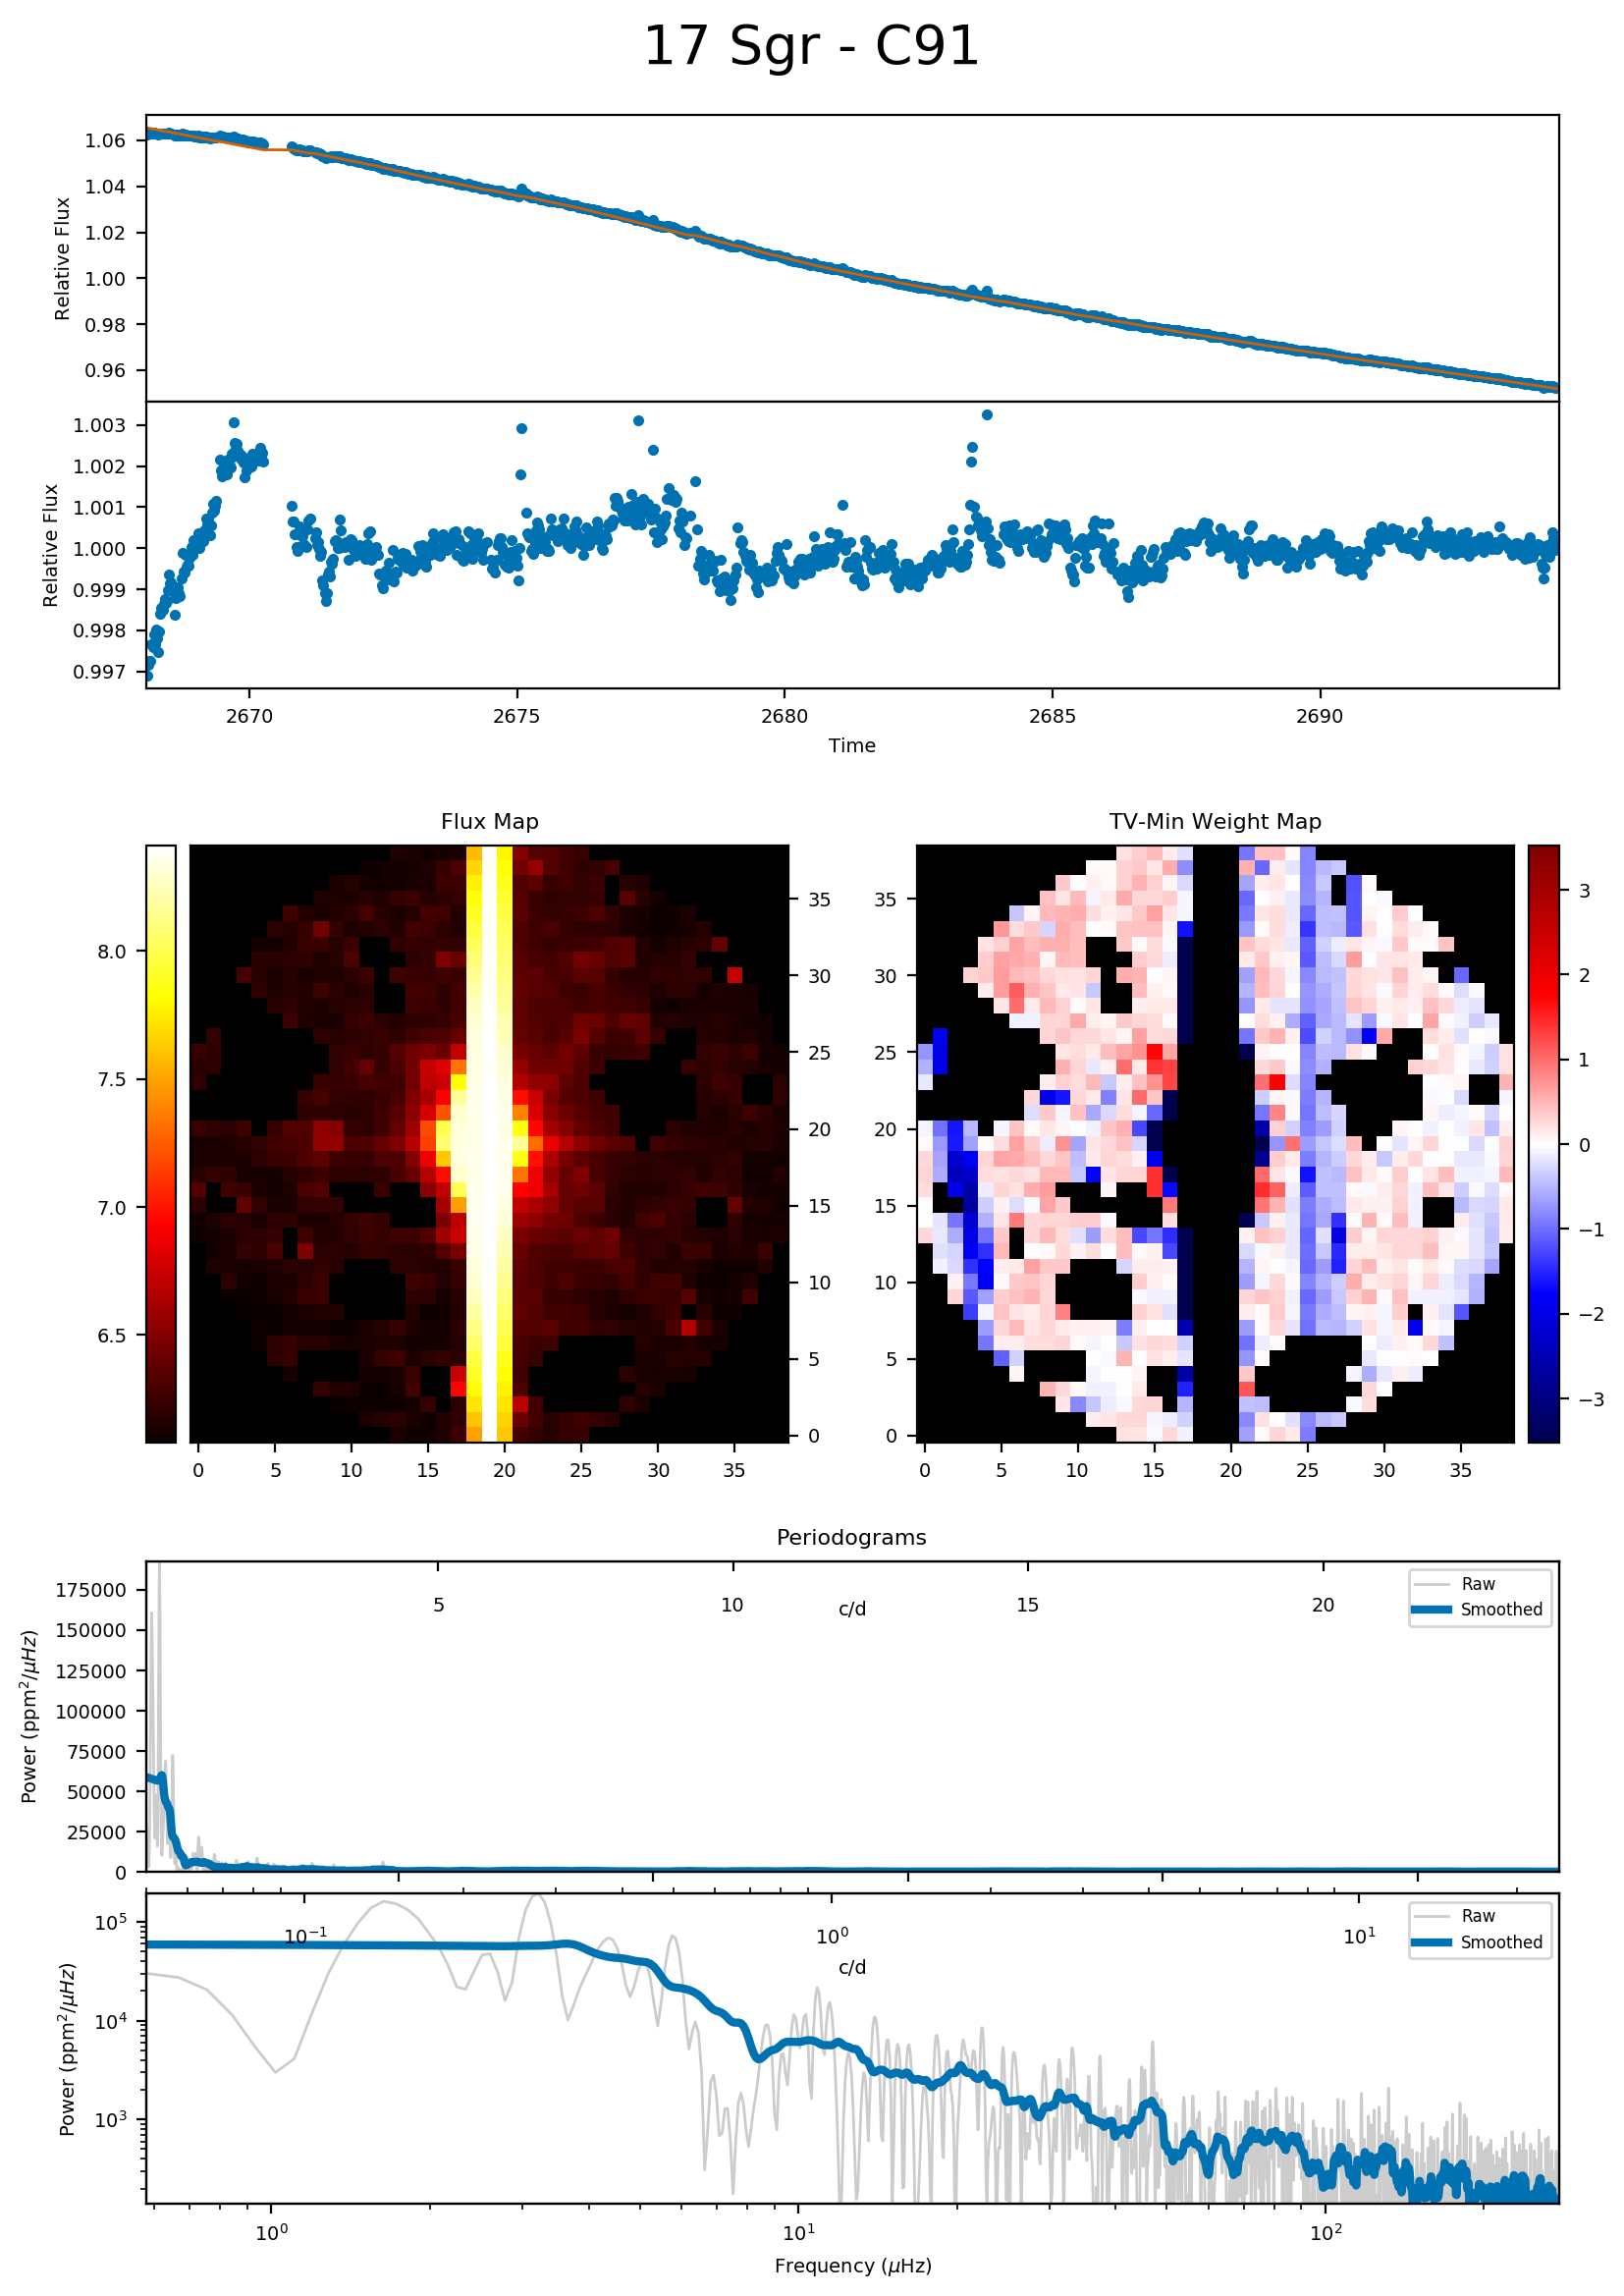 17 Sgr - C91
1.06
1.04
1.02
1.00
0.98
0.96
Relative Flux
1.003
1.002
1.001
1.000
0.999
0.998
0.997
Relative Flux
2670 2675 2680 2685 2690
Time
Flux Map
TV-Min Weight Map
8.0
7.5
7.0
6.5
35
30
25
20
15
10
5
0
0 5 10 15 20 25 30 35
35
30
25
20
15
10
5
0
0 5 10 15 20 25 30 35
3
2
1
0
−1
−2
−3
Periodograms
175000
150000
125000
100000
75000
50000
25000
0
Power (ppm²/μHz)
5 10 15 20
c/d
Raw
Smoothed
10⁵
10⁴
10³
Power (ppm²/μHz)
10⁻¹ 10⁰ 10¹
c/d
Raw
Smoothed
10⁰ 10¹ 10²
Frequency (μHz)